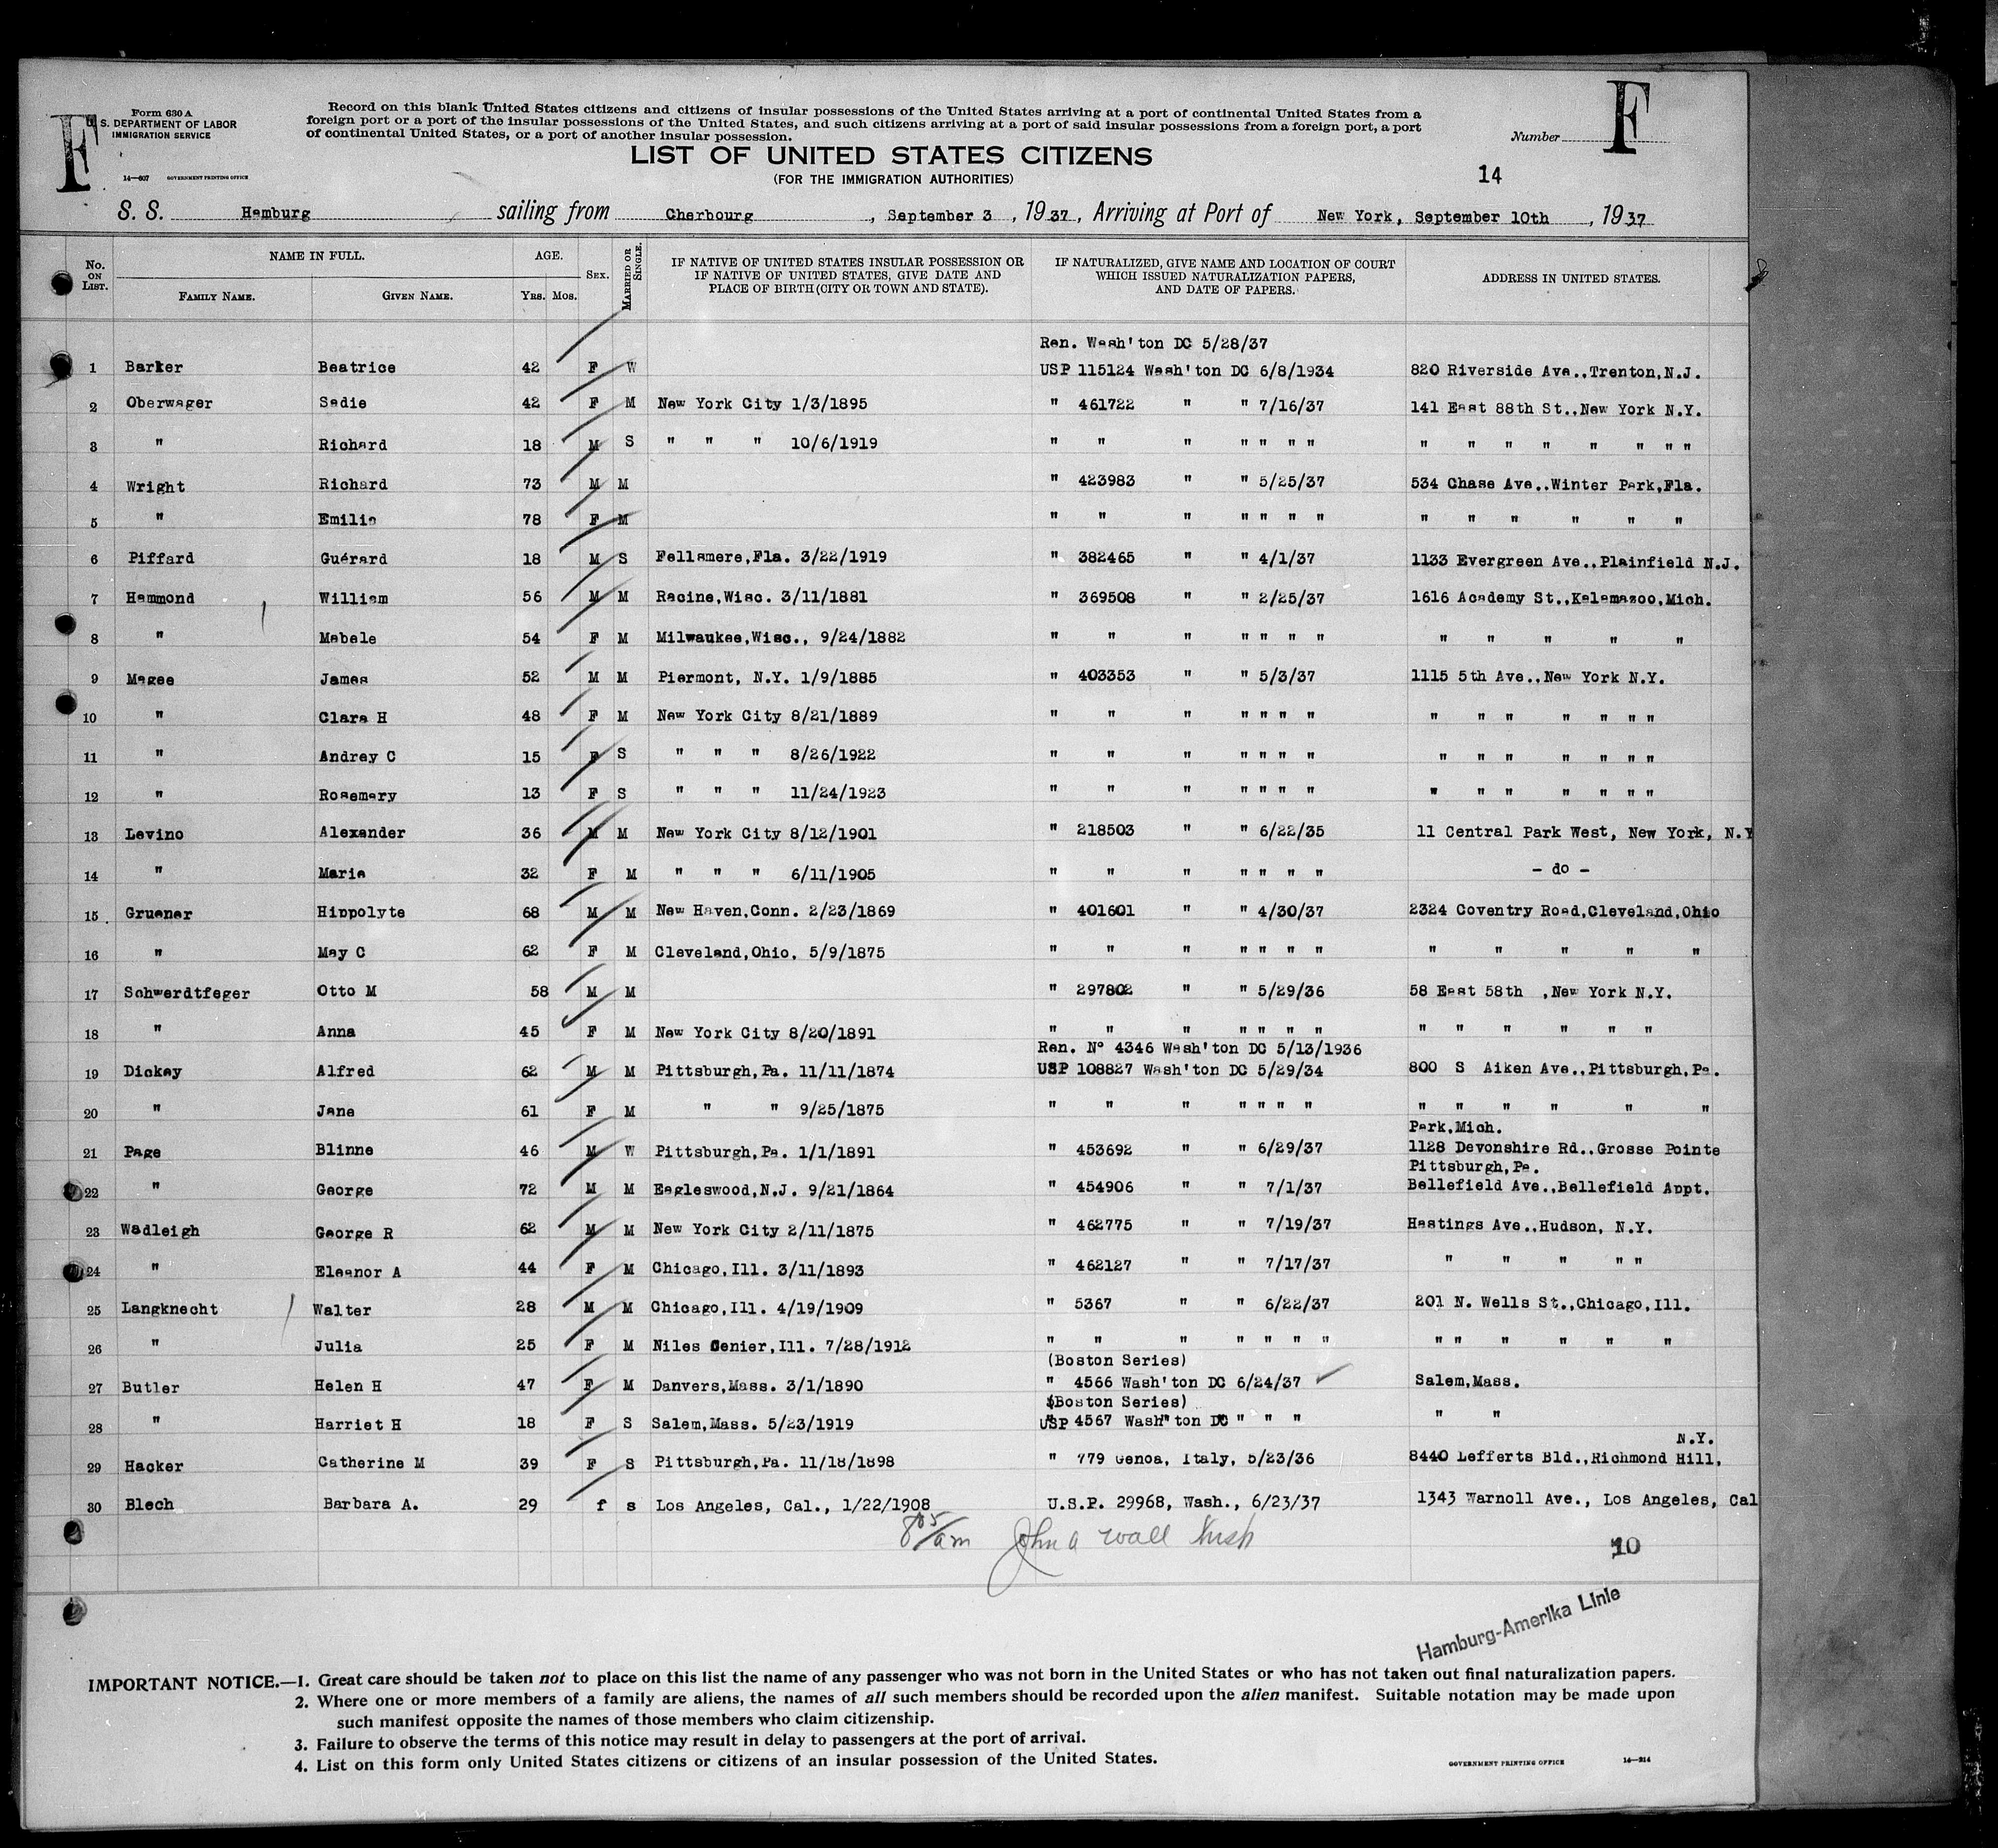 F
Form 630 A
U. S. DEPARTMENT OF LABOR
IMMIGRATION SERVICE
14—607 GOVERNMENT PRINTING OFFICE
Record on this blank United States citizens and citizens of insular possessions of the United States arriving at a port of continental United States from a
foreign port or a port of the insular possessions of the United States, and such citizens arriving at a port of said insular possessions from a foreign port, a port
of continental United States, or a port of another insular possession.
Number
F
LIST OF UNITED STATES CITIZENS
(FOR THE IMMIGRATION AUTHORITIES)
14
S. S. Hamburg sailing from Cherbourg, September 3, 1937, Arriving at Port of New York, September 10th, 1937
No. ON LIST. NAME IN FULL. FAMILY NAME. GIVEN NAME. AGE. YRS. MOS. SEX. MARRIED OR SINGLE. IF NATIVE OF UNITED STATES INSULAR POSSESSION OR IF NATIVE OF UNITED STATES, GIVE DATE AND PLACE OF BIRTH (CITY OR TOWN AND STATE). IF NATURALIZED, GIVE NAME AND LOCATION OF COURT WHICH ISSUED NATURALIZATION PAPERS, AND DATE OF PAPERS. ADDRESS IN UNITED STATES.
Ren. Wash'ton DC 5/28/37
1 Barker Beatrice 42 F W USP 115124 Wash'ton DC 6/8/1934 820 Riverside Ave.,Trenton,N.J.
2 Oberwager Sadie 42 F M New York City 1/3/1895 " 461722 " " 7/16/37 141 East 88th St.,New York N.Y.
3 " Richard 18 M S " " " 10/6/1919 " " " " " " " " " " " " " " "
4 Wright Richard 73 M M " 423983 " " 5/25/37 534 Chase Ave..Winter Park,Fla.
5 " Emilie 78 F M " " " " " " " " " " " " "
6 Piffard Guérard 18 M S Fellsmere,Fla. 3/22/1919 " 382465 " " 4/1/37 1133 Evergreen Ave.,Plainfield N.J.
7 Hammond William 56 M M Racine,Wisc. 3/11/1881 " 369508 " " 2/25/37 1616 Academy St.,Kalamazoo,Mich.
8 " Mabele 54 F M Milwaukee,Wisc., 9/24/1882 " " " " " " " " " " " "
9 Magee James 52 M M Piermont, N.Y. 1/9/1885 " 403353 " " 5/3/37 1115 5th Ave.,New York N.Y.
10 " Clara H 48 F M New York City 8/21/1889 " " " " " " " " " " " " " "
11 " Andrey C 15 F S " " " 8/26/1922 " " " " " " " " " " " " " "
12 " Rosemary 13 F S " " " 11/24/1923 " " " " " " " " " " " " " "
13 Levino Alexander 36 M M New York City 8/12/1901 " 218503 " " 6/22/35 11 Central Park West, New York, N.Y
14 " Marie 32 F M " " " 6/11/1905 " " " " " " " - do -
15 Gruener Hippolyte 68 M M New Haven,Conn. 2/23/1869 " 401601 " " 4/30/37 2324 Coventry Road,Cleveland,Ohio
16 " May C 62 F M Cleveland,Ohio, 5/9/1875 " " " " " " " " " " " "
17 Schwerdtfeger Otto M 58 M M " 297802 " " 5/29/36 58 East 58th ,New York N.Y.
18 " Anna 45 F M New York City 8/20/1891 " " " " " " " " " " " " "
Ren. N° 4346 Wash'ton DC 5/13/1936
19 Dickey Alfred 62 M M Pittsburgh,Pa. 11/11/1874 USP 108827 Wash'ton DC 5/29/34 800 S Aiken Ave.,Pittsburgh,Pa.
20 " Jane 61 F M " " 9/25/1875 " " " " " " " " " " " " "
Park,Mich.
21 Page Blinne 46 M W Pittsburgh,Pa. 1/1/1891 " 453692 " " 6/29/37 1128 Devonshire Rd..Grosse Pointe
Pittsburgh,Pa.
22 " George 72 M M Eagleswood,N.J. 9/21/1864 " 454906 " " 7/1/37 Bellefield Ave.,Bellefield Appt.
23 Wadleigh George R 62 M M New York City 2/11/1875 " 462775 " " 7/19/37 Hastings Ave.,Hudson, N.Y.
24 " Eleanor A 44 F M Chicago,Ill. 3/11/1893 " 462127 " " 7/17/37 " " " " "
25 Langknecht Walter 28 M M Chicago,Ill. 4/19/1909 " 5367 " " 6/22/37 201 N. Wells St.,Chicago,Ill.
26 " Julia 25 F M Niles Cenier,Ill. 7/28/1912 " " " " " " " " " " " " "
(Boston Series)
27 Butler Helen H 47 F M Danvers,Mass. 3/1/1890 " 4566 Wash'ton DC 6/24/37 Salem,Mass.
(Boston Series)
28 " Harriet H 18 F S Salem,Mass. 5/23/1919 USP 4567 Wash'ton DC " " " " "
N.Y.
29 Hacker Catherine M 39 F S Pittsburgh,Pa. 11/18/1898 " 779 Genoa, Italy, 5/23/36 8440 Lefferts Bld.,Richmond Hill,
30 Blech Barbara A. 29 f s Los Angeles, Cal., 1/22/1908 U.S.P. 29968, Wash., 6/23/37 1343 Warnoll Ave., Los Angeles, Cal
8 05/am John A Wall
10
Hamburg-Amerika Linie
IMPORTANT NOTICE.—1. Great care should be taken not to place on this list the name of any passenger who was not born in the United States or who has not taken out final naturalization papers.
2. Where one or more members of a family are aliens, the names of all such members should be recorded upon the alien manifest. Suitable notation may be made upon
such manifest opposite the names of those members who claim citizenship.
3. Failure to observe the terms of this notice may result in delay to passengers at the port of arrival.
4. List on this form only United States citizens or citizens of an insular possession of the United States.
GOVERNMENT PRINTING OFFICE 14—214